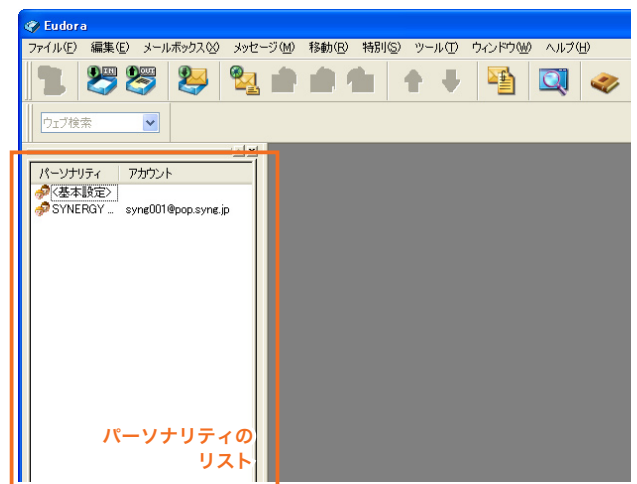 Eudora
ファイル(F) 編集(E) メールボックス(X) メッセージ(M) 移動(R) 特別(S) ツール(T) ウィンドウ(W) ヘルプ(H)
IN OUT
ウェブ検索
パーソナリティ アカウント
<基本設定>
SYNERGY ... syng001@pop.syng.jp
パーソナリティの
リスト